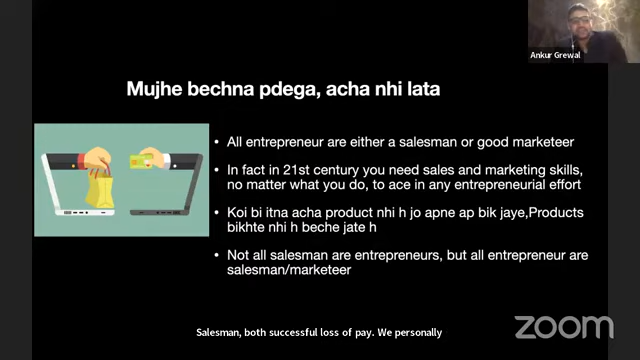 Ankur Grewal
Mujhe bechna pdega, acha nhi lata
• All entrepreneur are either a salesman or good marketeer
• In fact in 21st century you need sales and marketing skills,
no matter what you do, to ace in any entrepreneurial effort
• Koi bi itna acha product nhi h jo apne ap bik jaye,Products
bikhte nhi h beche jate h
• Not all salesman are entrepreneurs, but all entrepreneur are
salesman/marketeer
Salesman, both successful loss of pay. We personally
zoom